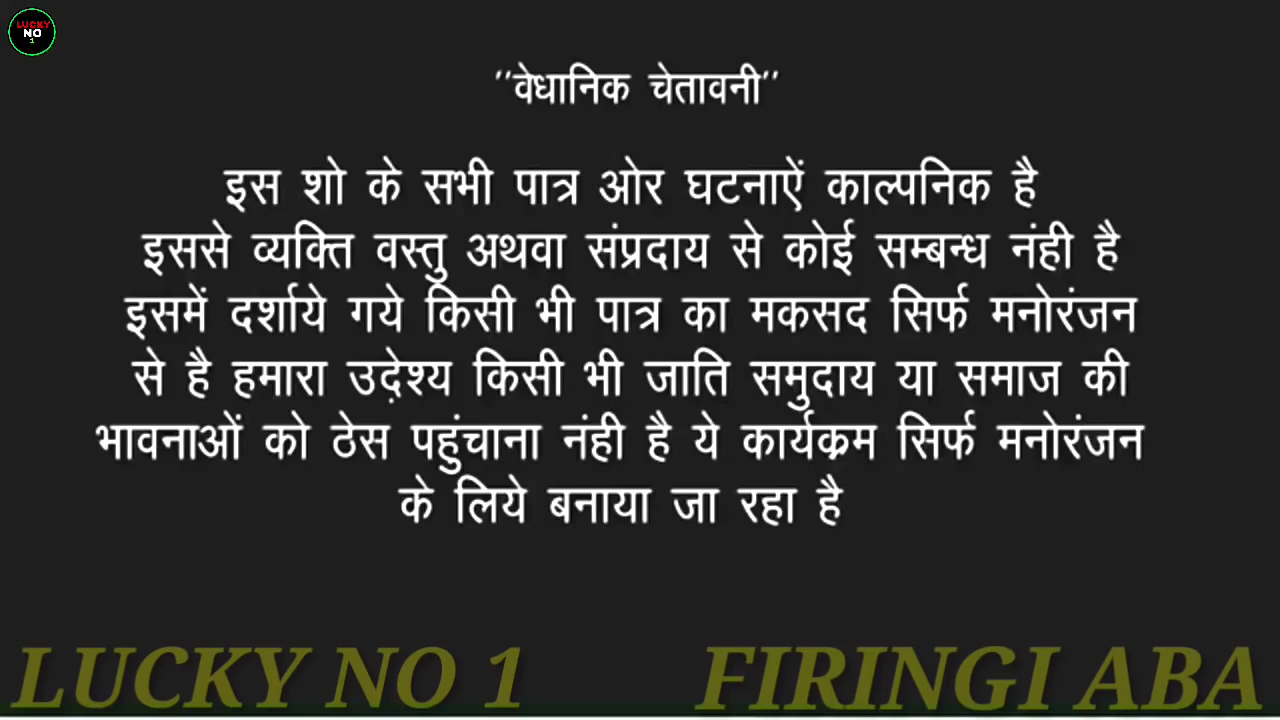 LUCKY
NO
1
''वेधानिक चेतावनी''
इस शो के सभी पात्र ओर घटनाऐं काल्पनिक है
इससे व्यक्ति वस्तु अथवा संप्रदाय से कोई सम्बन्ध नंही है
इसमें दर्शाये गये किसी भी पात्र का मकसद सिर्फ मनोरंजन
से है हमारा उदे़श्य किसी भी जाति समुदाय या समाज की
भावनाओं को ठेस पहुंचाना नंही है ये कार्यक्रम सिर्फ मनोरंजन
के लिये बनाया जा रहा है
LUCKY NO 1 FIRINGI ABA